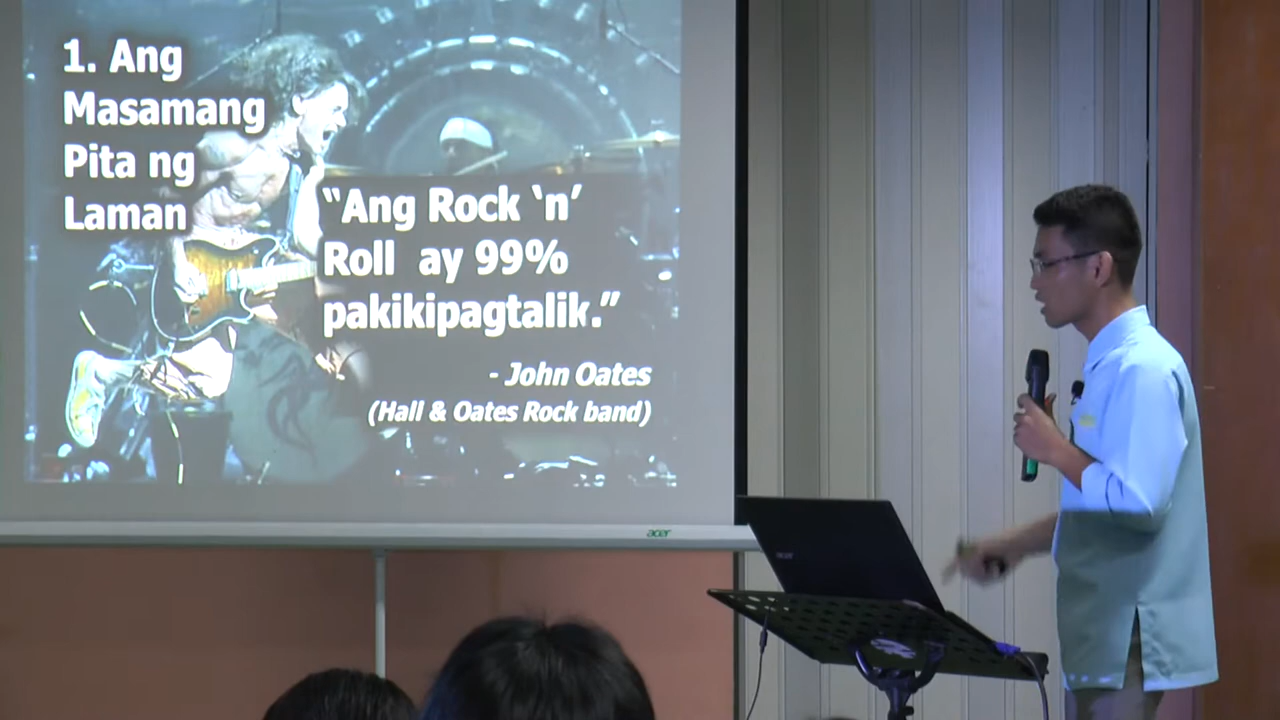 1. Ang
Masamang
Pita ng
Laman
“Ang Rock ‘n’
Roll ay 99%
pakikipagtalik.”
- John Oates
(Hall & Oates Rock band)
acer
acer